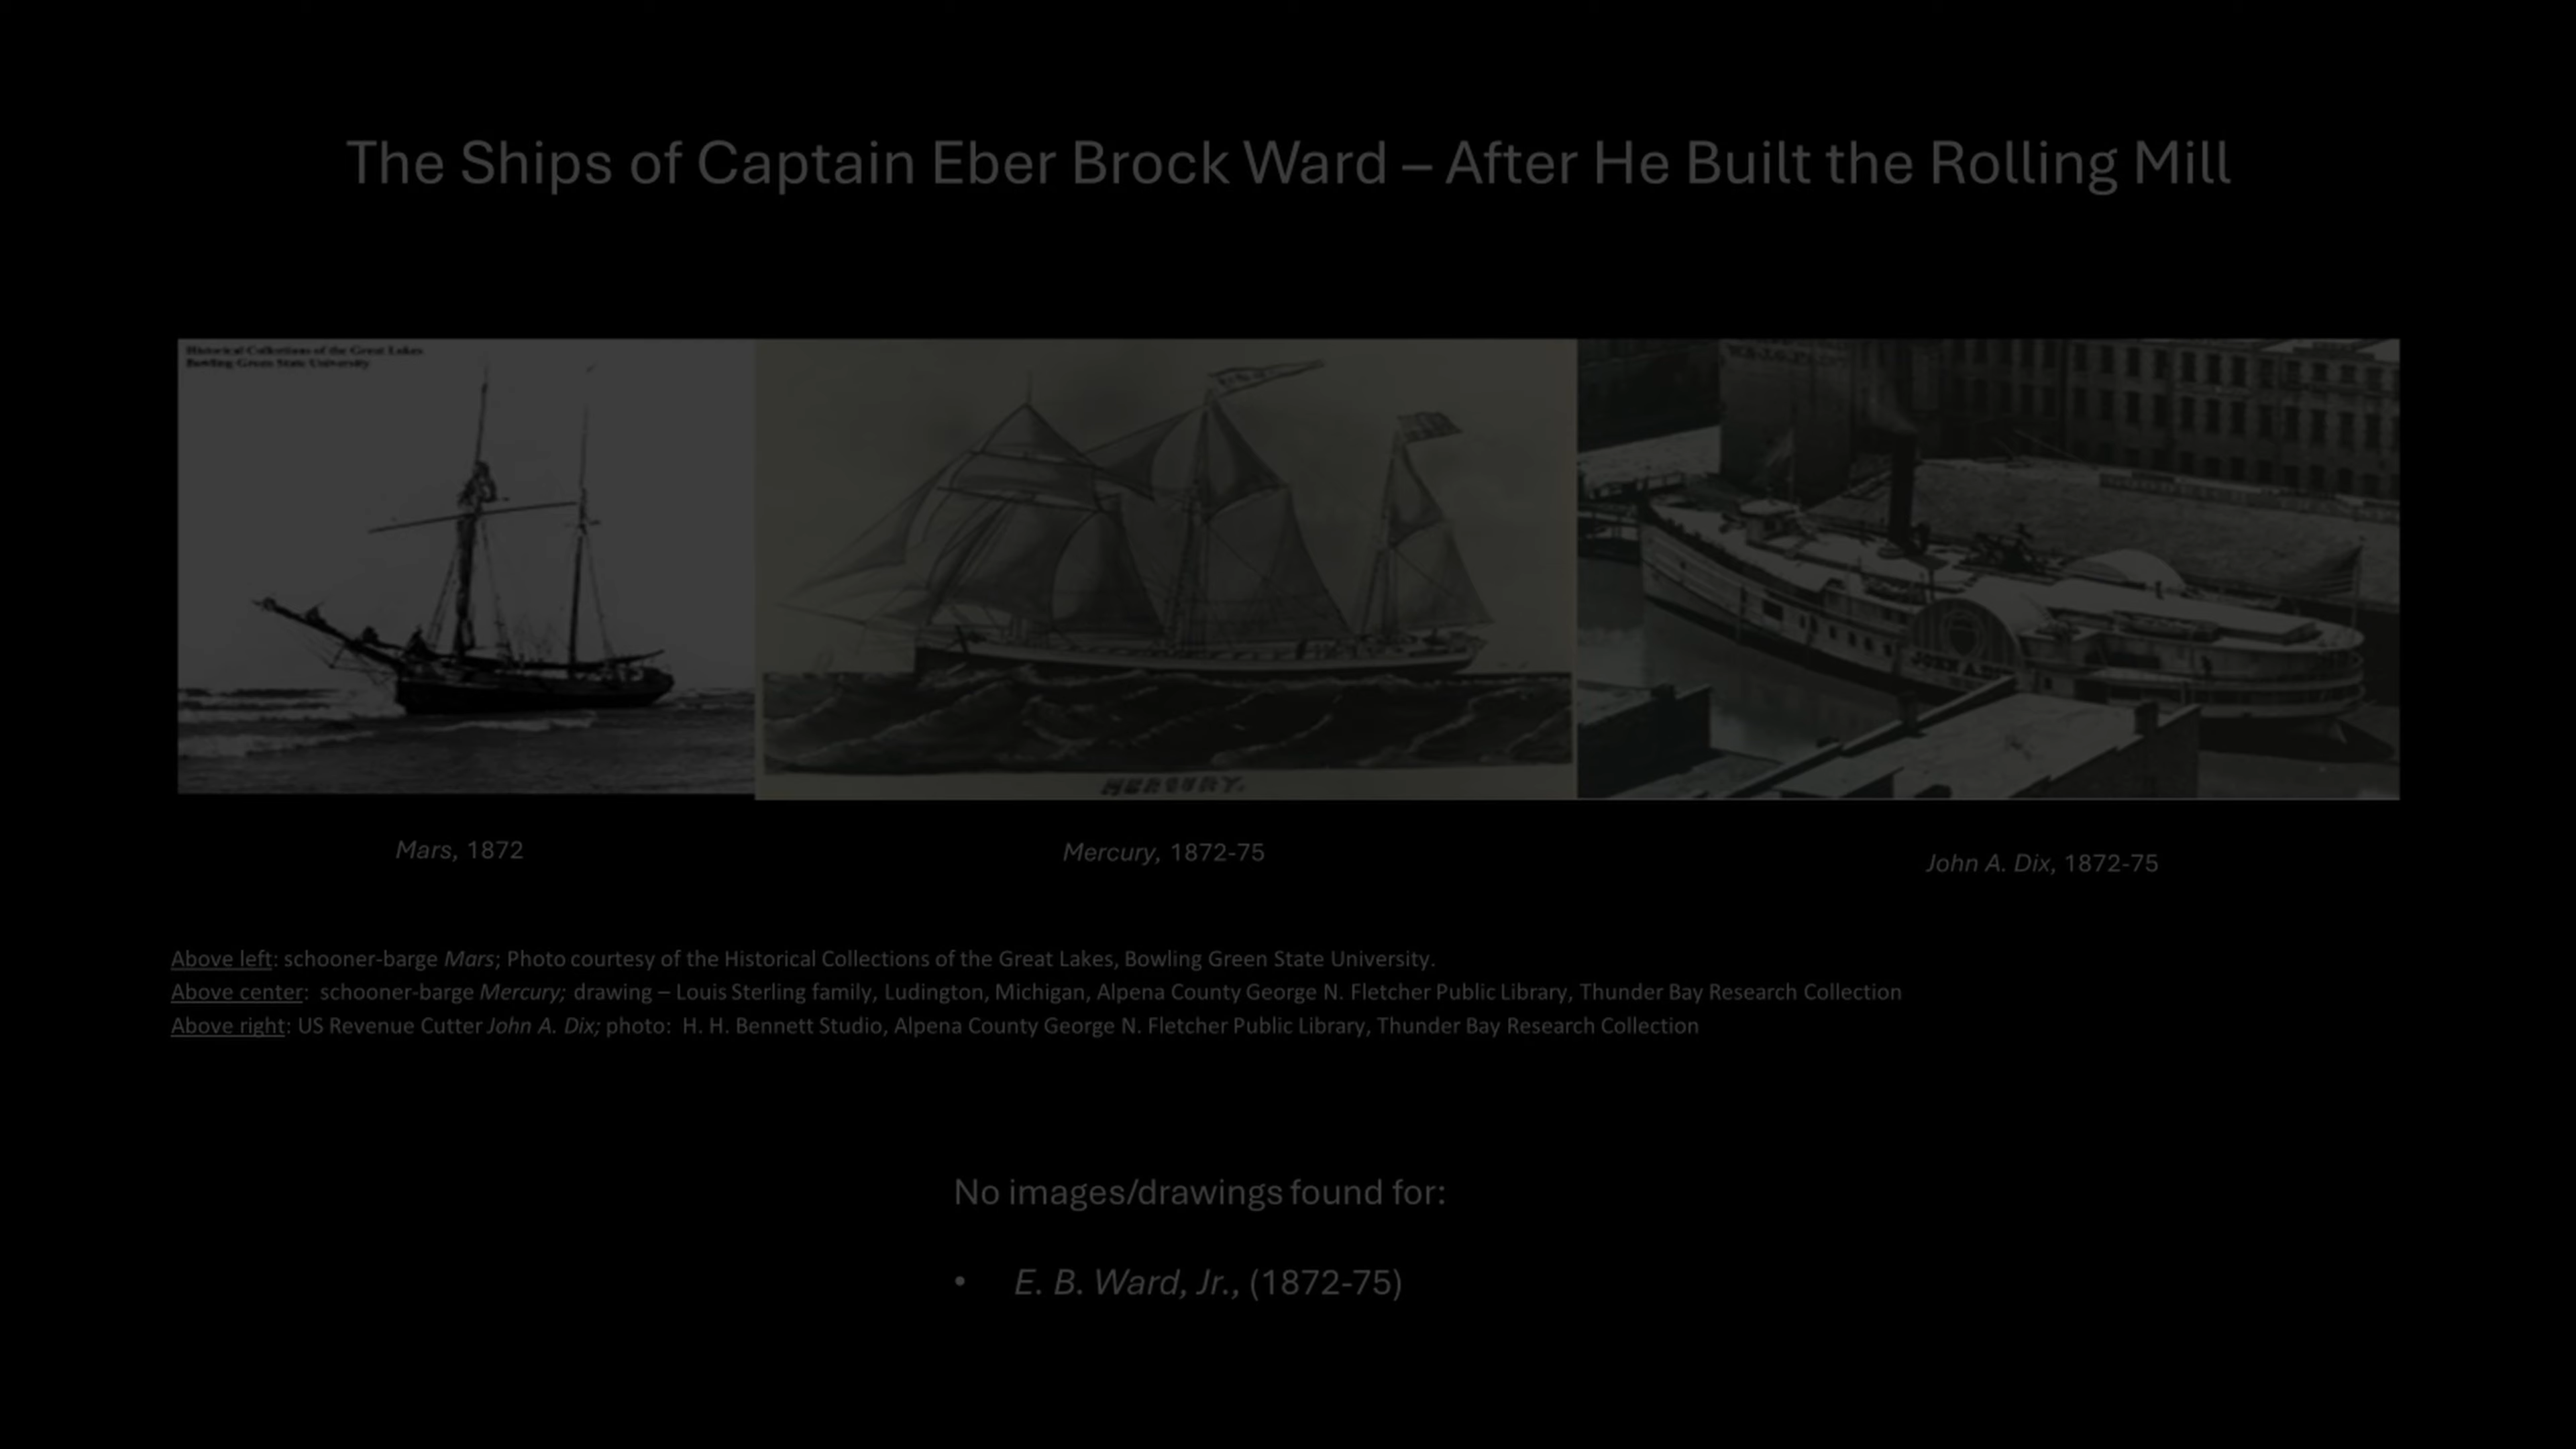 The Ships of Captain Eber Brock Ward – After He Built the Rolling Mill
Historical Collections of the Great Lakes
Bowling Green State University
MERCURY.
JOHN A. DIX
Mars, 1872
Mercury, 1872-75
John A. Dix, 1872-75
Above left: schooner-barge Mars; Photo courtesy of the Historical Collections of the Great Lakes, Bowling Green State University.
Above center: schooner-barge Mercury; drawing – Louis Sterling family, Ludington, Michigan, Alpena County George N. Fletcher Public Library, Thunder Bay Research Collection
Above right: US Revenue Cutter John A. Dix; photo: H. H. Bennett Studio, Alpena County George N. Fletcher Public Library, Thunder Bay Research Collection
No images/drawings found for:
• E. B. Ward, Jr., (1872-75)